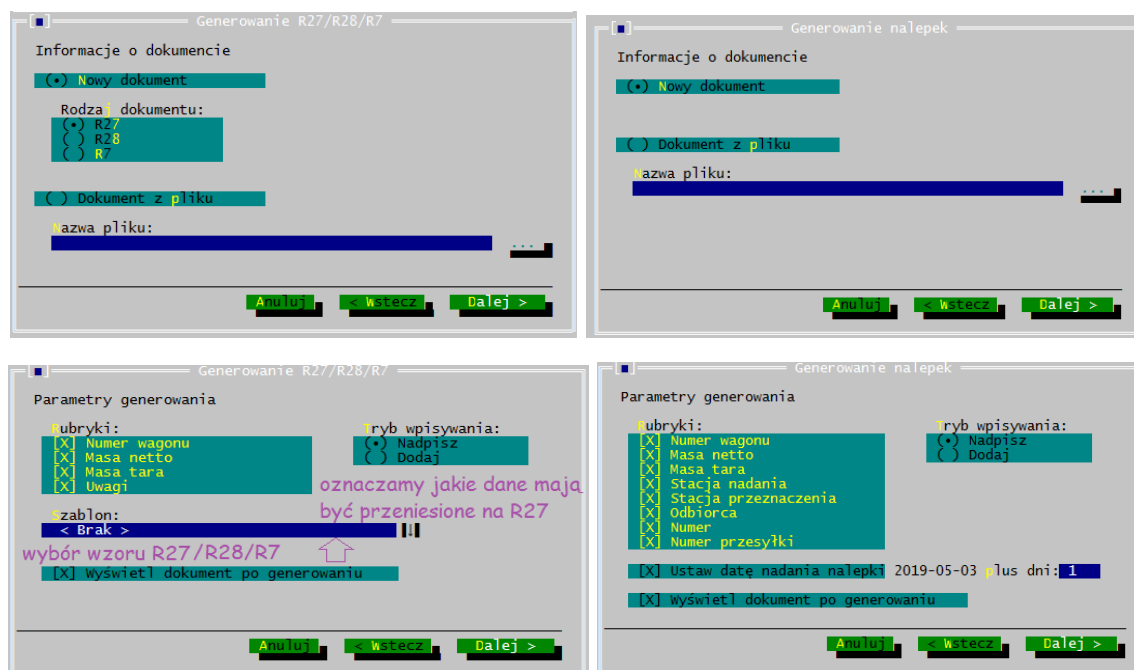 Generowanie R27/R28/R7
Informacje o dokumencie
(•) Nowy dokument
Rodzaj dokumentu:
(•) R27
( ) R28
( ) R7
( ) Dokument z pliku
Nazwa pliku:
...
Anuluj < Wstecz Dalej >
Generowanie nalepek
Informacje o dokumencie
(•) Nowy dokument
( ) Dokument z pliku
Nazwa pliku:
...
Anuluj < Wstecz Dalej >
Generowanie R27/R28/R7
Parametry generowania
Rubryki: Tryb wpisywania:
[X] Numer wagonu (•) Nadpisz
[X] Masa netto ( ) Dodaj
[X] Masa tara
[X] Uwagi
oznaczamy jakie dane mają
być przeniesione na R27
Szablon:
< Brak >
wybór wzoru R27/R28/R7
[X] Wyświetl dokument po generowaniu
Anuluj < Wstecz Dalej >
Generowanie nalepek
Parametry generowania
Rubryki: Tryb wpisywania:
[X] Numer wagonu (•) Nadpisz
[X] Masa netto ( ) Dodaj
[X] Masa tara
[X] Stacja nadania
[X] Stacja przeznaczenia
[X] Odbiorca
[X] Numer
[X] Numer przesyłki
[X] Ustaw datę nadania nalepki 2019-05-03 plus dni: 1
[X] Wyświetl dokument po generowaniu
Anuluj < Wstecz Dalej >